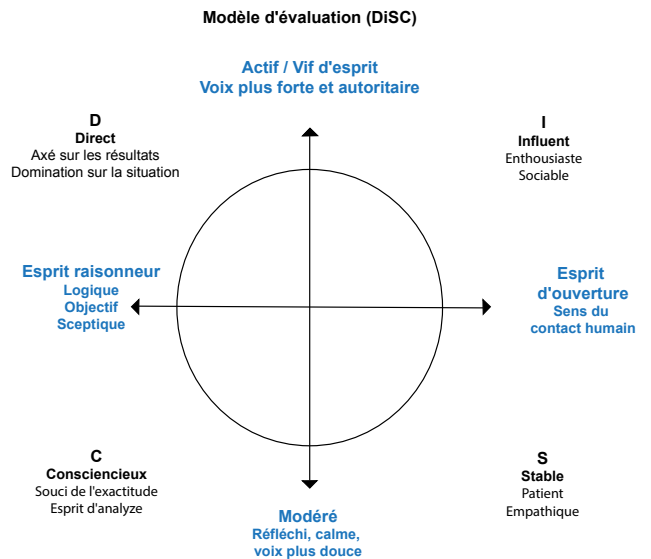 Modèle d'évaluation (DiSC)
Actif / Vif d'esprit
Voix plus forte et autoritaire
D
Direct
Axé sur les résultats
Domination sur la situation
I
Influent
Enthousiaste
Sociable
Esprit raisonneur
Logique
Objectif
Sceptique
Esprit
d'ouverture
Sens du
contact humain
C
Consciencieux
Souci de l'exactitude
Esprit d'analyze
S
Stable
Patient
Empathique
Modéré
Réfléchi, calme,
voix plus douce